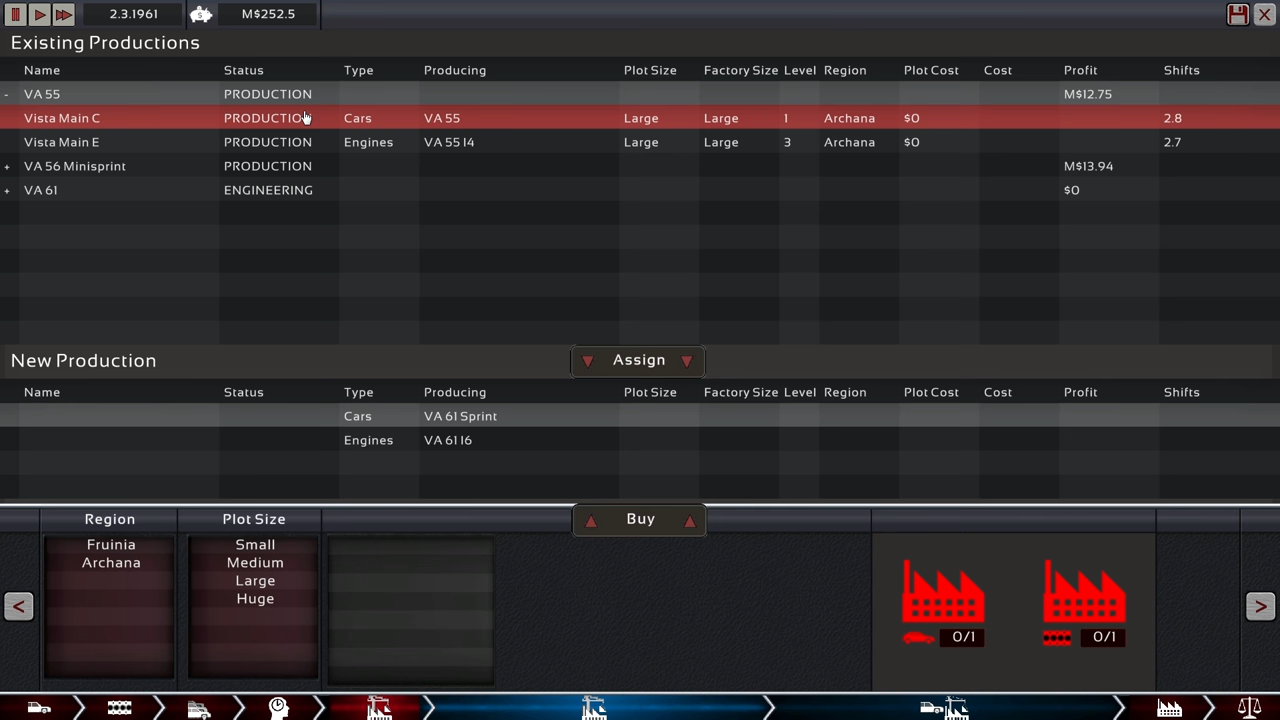 2.3.1961 M$252.5
Existing Productions
Name Status Type Producing Plot Size Factory Size Level Region Plot Cost Cost Profit Shifts
- VA 55 PRODUCTION M$12.75
Vista Main C PRODUCTION Cars VA 55 Large Large 1 Archana $0 2.8
Vista Main E PRODUCTION Engines VA 55 I4 Large Large 3 Archana $0 2.7
+ VA 56 Minisprint PRODUCTION M$13.94
+ VA 61 ENGINEERING $0
New Production Assign
Name Status Type Producing Plot Size Factory Size Level Region Plot Cost Cost Profit Shifts
Cars VA 61 Sprint
Engines VA 61 I6
Region Plot Size Buy
Fruinia Small
Archana Medium
Large
Huge
< >
0/1 0/1